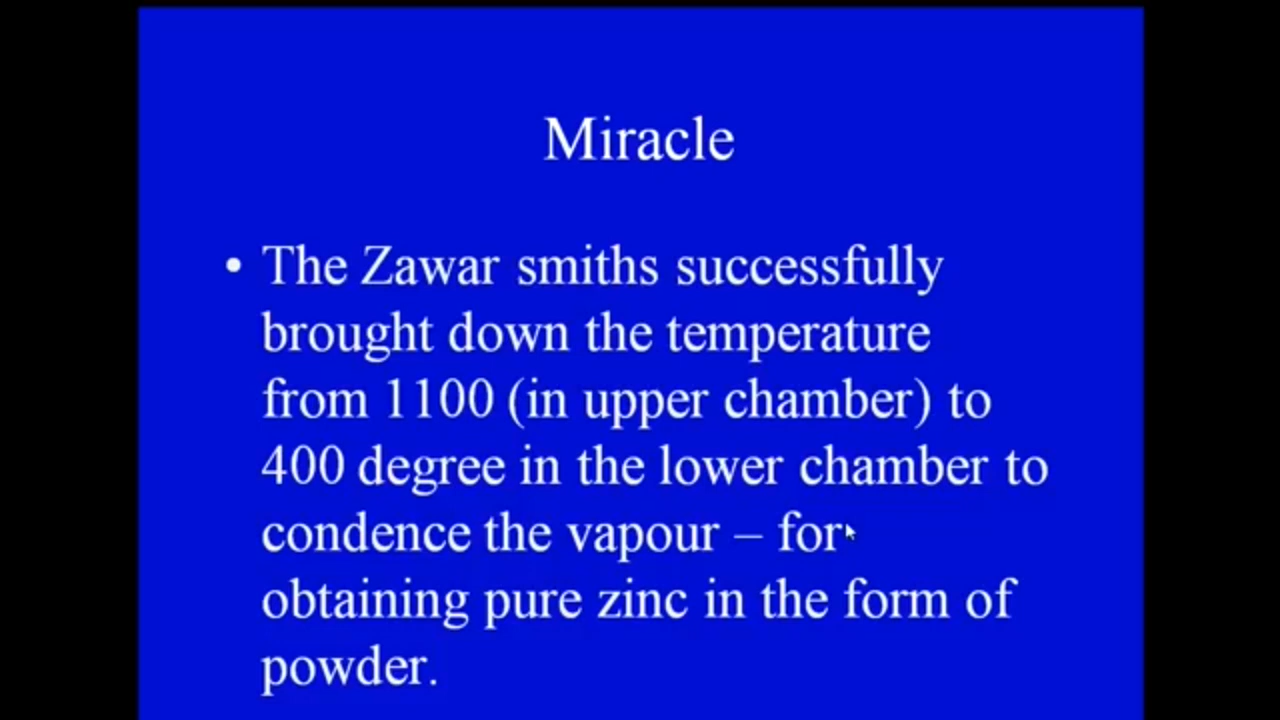 Miracle
• The Zawar smiths successfully
brought down the temperature
from 1100 (in upper chamber) to
400 degree in the lower chamber to
condence the vapour – for
obtaining pure zinc in the form of
powder.